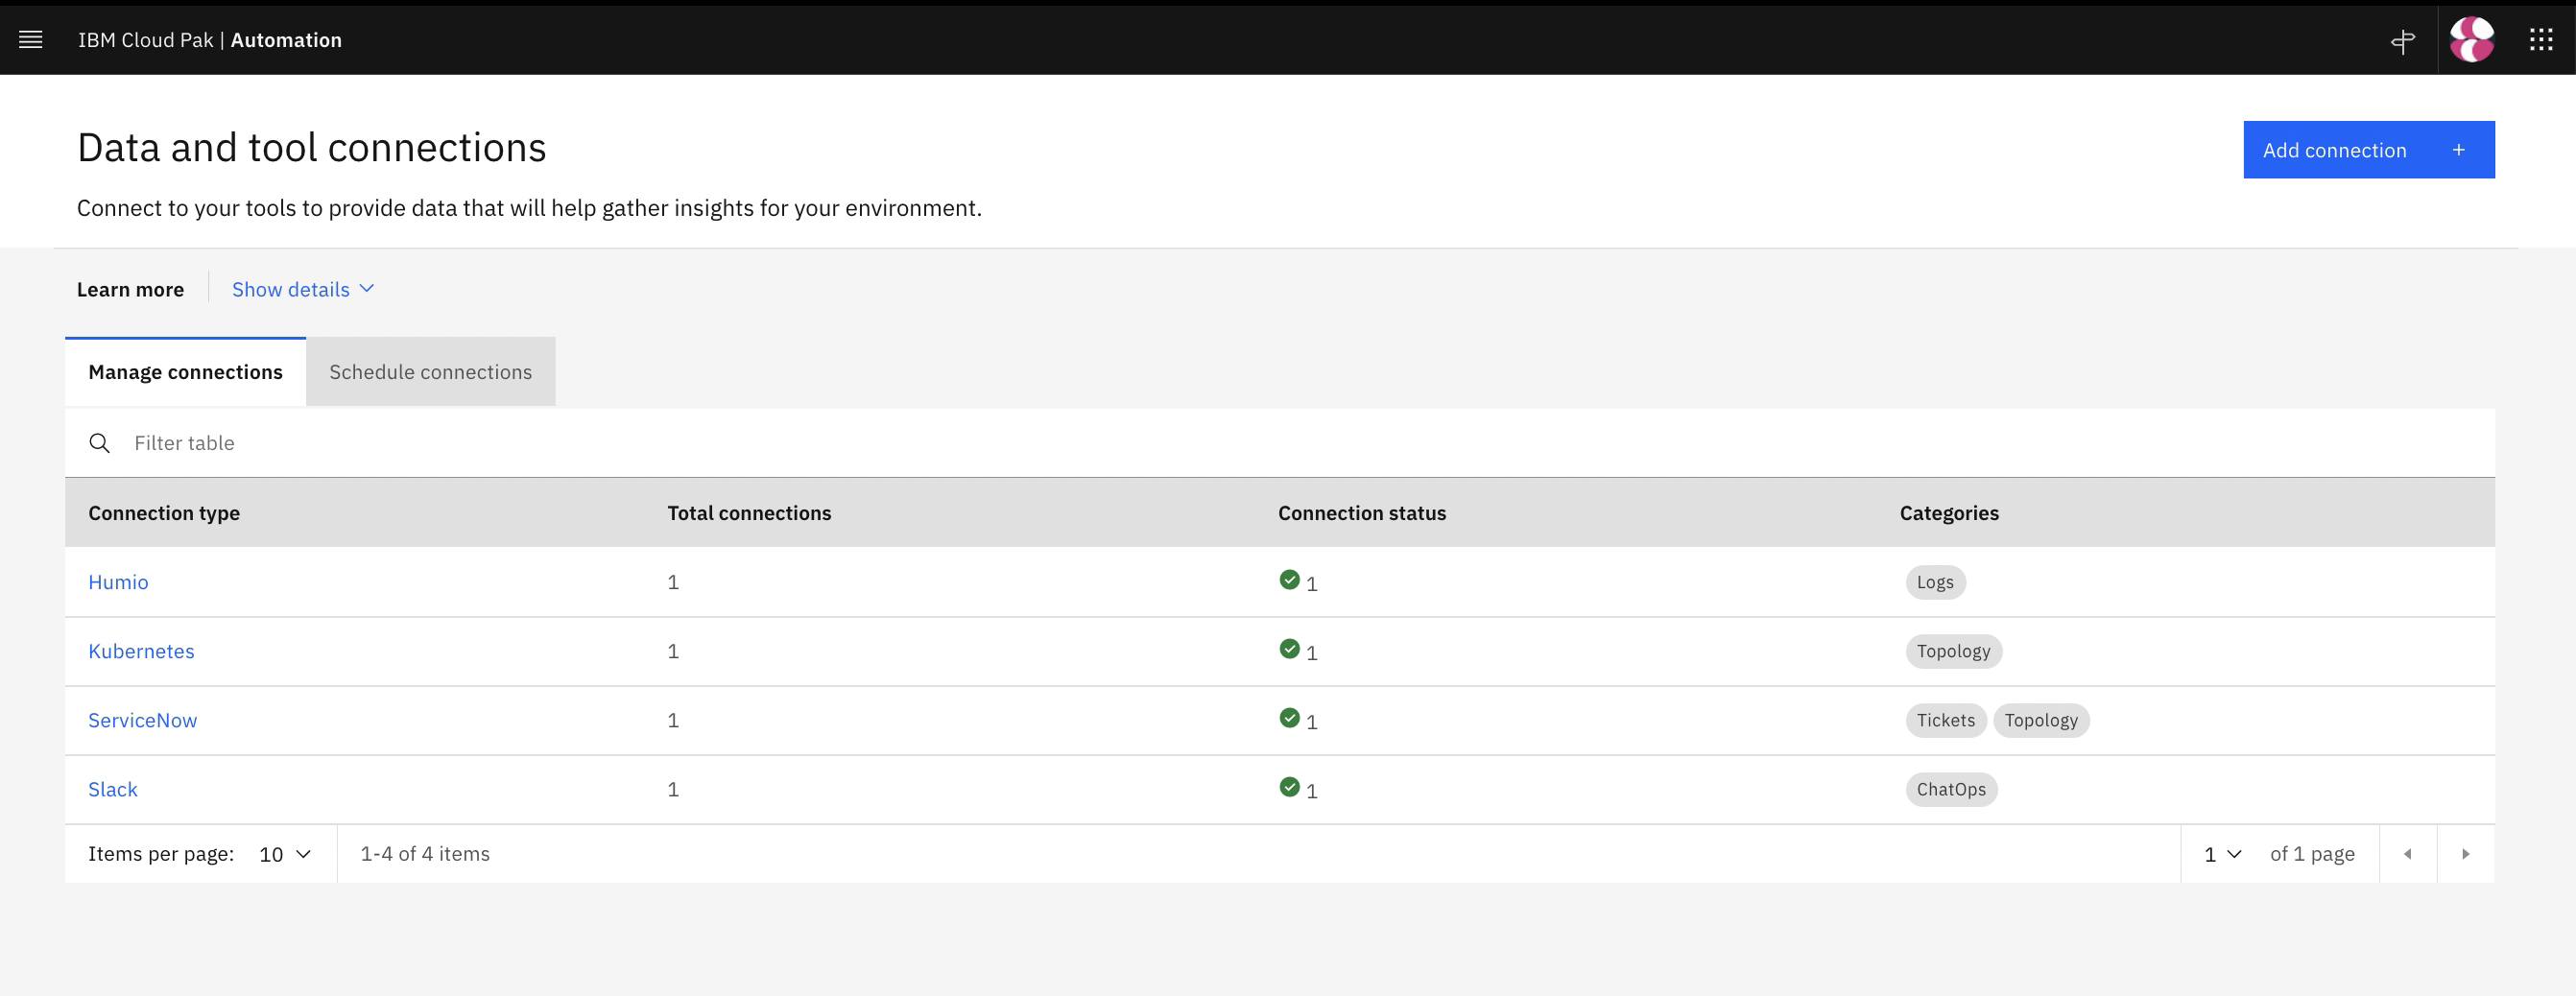 IBM Cloud Pak | Automation
Data and tool connections
Add connection +
Connect to your tools to provide data that will help gather insights for your environment.
Learn more Show details
Manage connections Schedule connections
Filter table
Connection type Total connections Connection status Categories
Humio 1 1 Logs
Kubernetes 1 1 Topology
ServiceNow 1 1 Tickets Topology
Slack 1 1 ChatOps
Items per page: 10 1-4 of 4 items 1 of 1 page